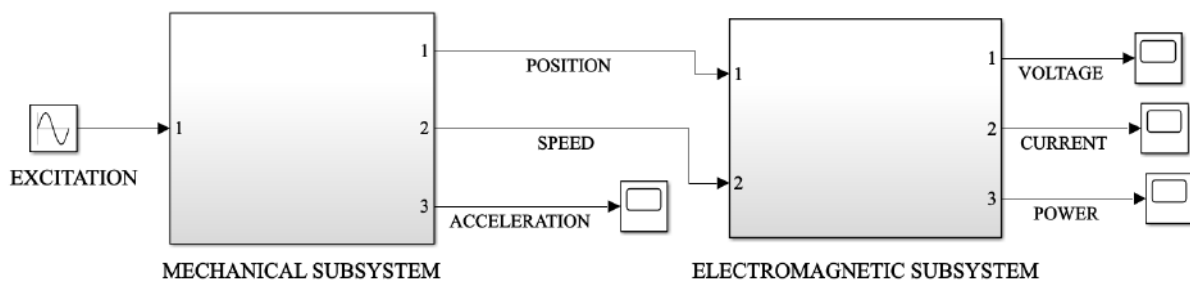 EXCITATION
1
1
2
3
MECHANICAL SUBSYSTEM
POSITION
SPEED
ACCELERATION
1
2
1
2
3
ELECTROMAGNETIC SUBSYSTEM
VOLTAGE
CURRENT
POWER